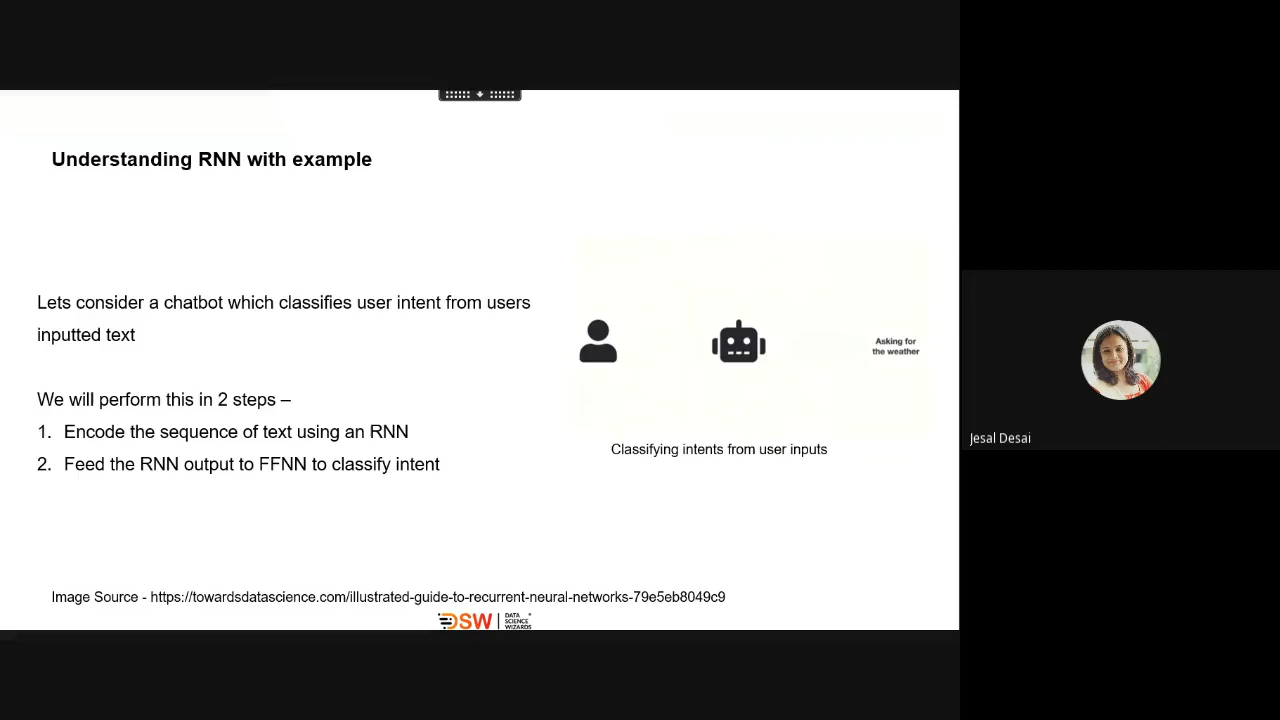 Understanding RNN with example
Lets consider a chatbot which classifies user intent from users
inputted text
We will perform this in 2 steps –
1. Encode the sequence of text using an RNN
2. Feed the RNN output to FFNN to classify intent
Asking for
the weather
Classifying intents from user inputs
Image Source - https://towardsdatascience.com/illustrated-guide-to-recurrent-neural-networks-79e5eb8049c9
DSW
DATA
SCIENCE
WIZARDS
Jesal Desai